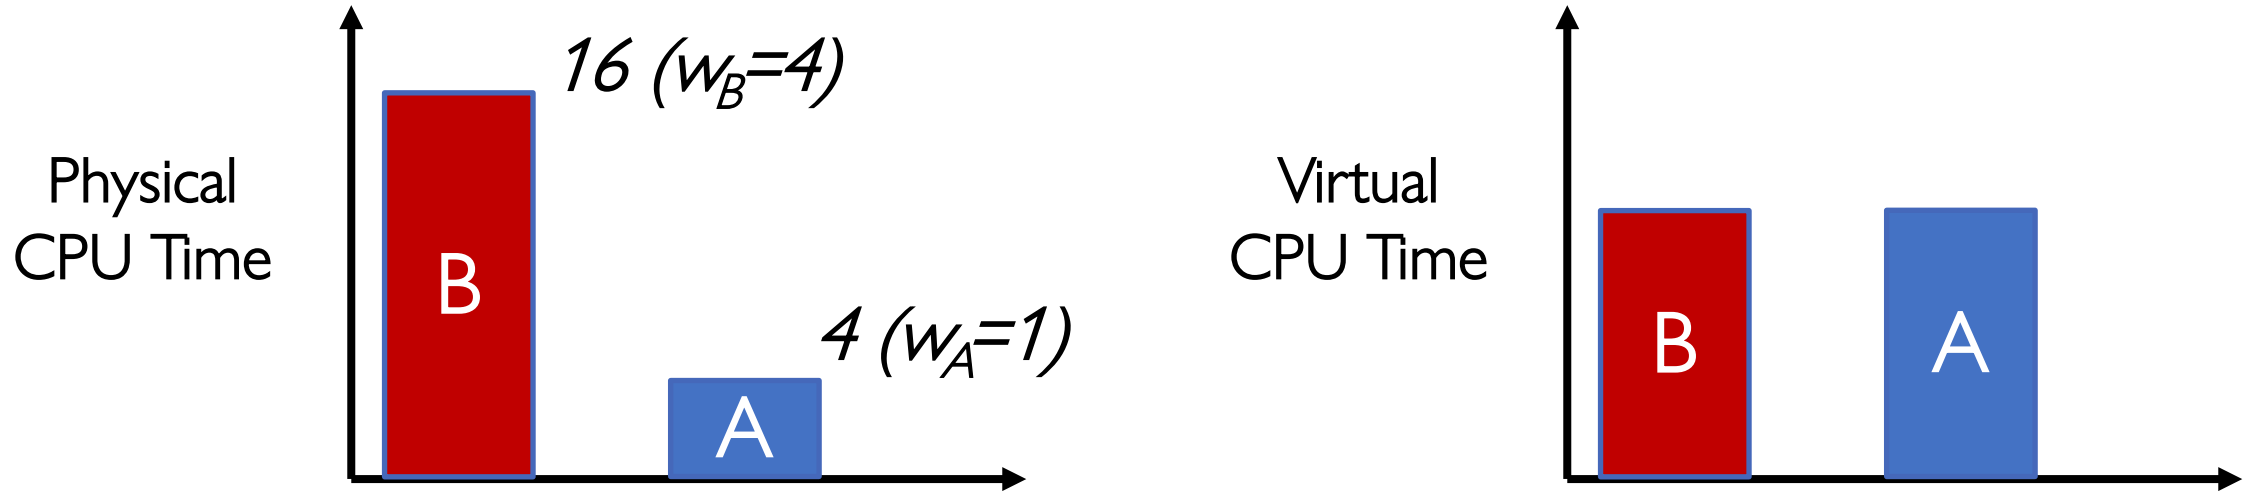 Physical
CPU Time
16 (wB=4)
B
4 (wA=1)
A
Virtual
CPU Time
B
A